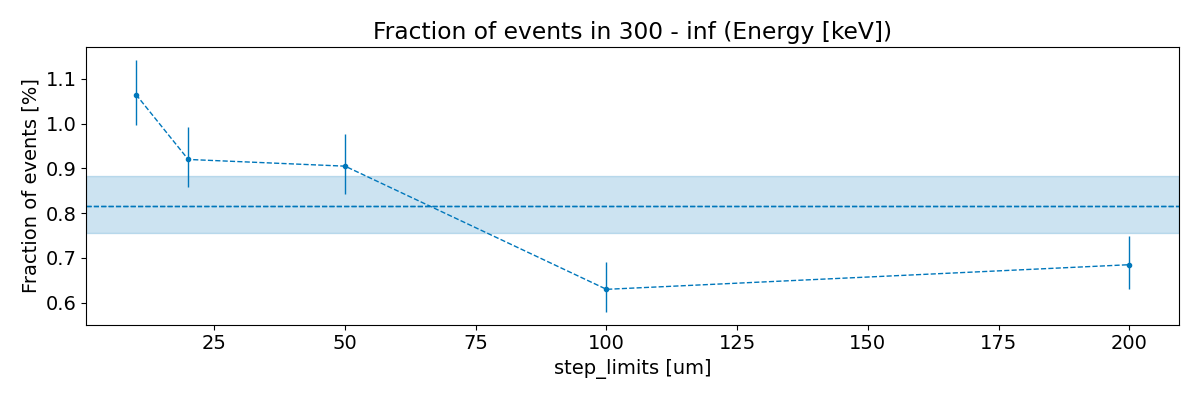 Fraction of events in 300 - inf (Energy [keV])
Fraction of events [%]
1.1
1.0
0.9
0.8
0.7
0.6
25 50 75 100 125 150 175 200
step_limits [um]